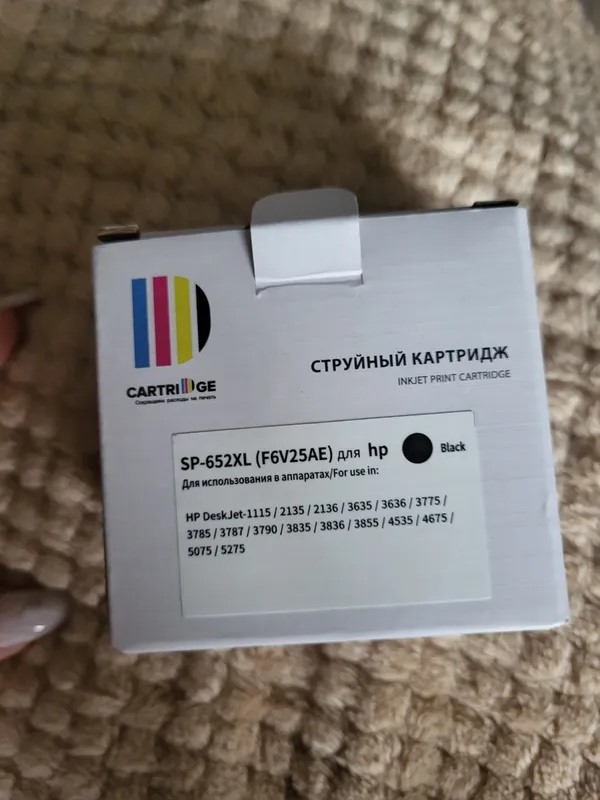 CARTRIDGE
Сокращаем расходы на печать
СТРУЙНЫЙ КАРТРИДЖ
INKJET PRINT CARTRIDGE
SP-652XL (F6V25AE) для hp Black
Для использования в аппаратах/For use in:
HP DeskJet-1115 / 2135 / 2136 / 3635 / 3636 / 3775 /
3785 / 3787 / 3790 / 3835 / 3836 / 3855 / 4535 / 4675 /
5075 / 5275